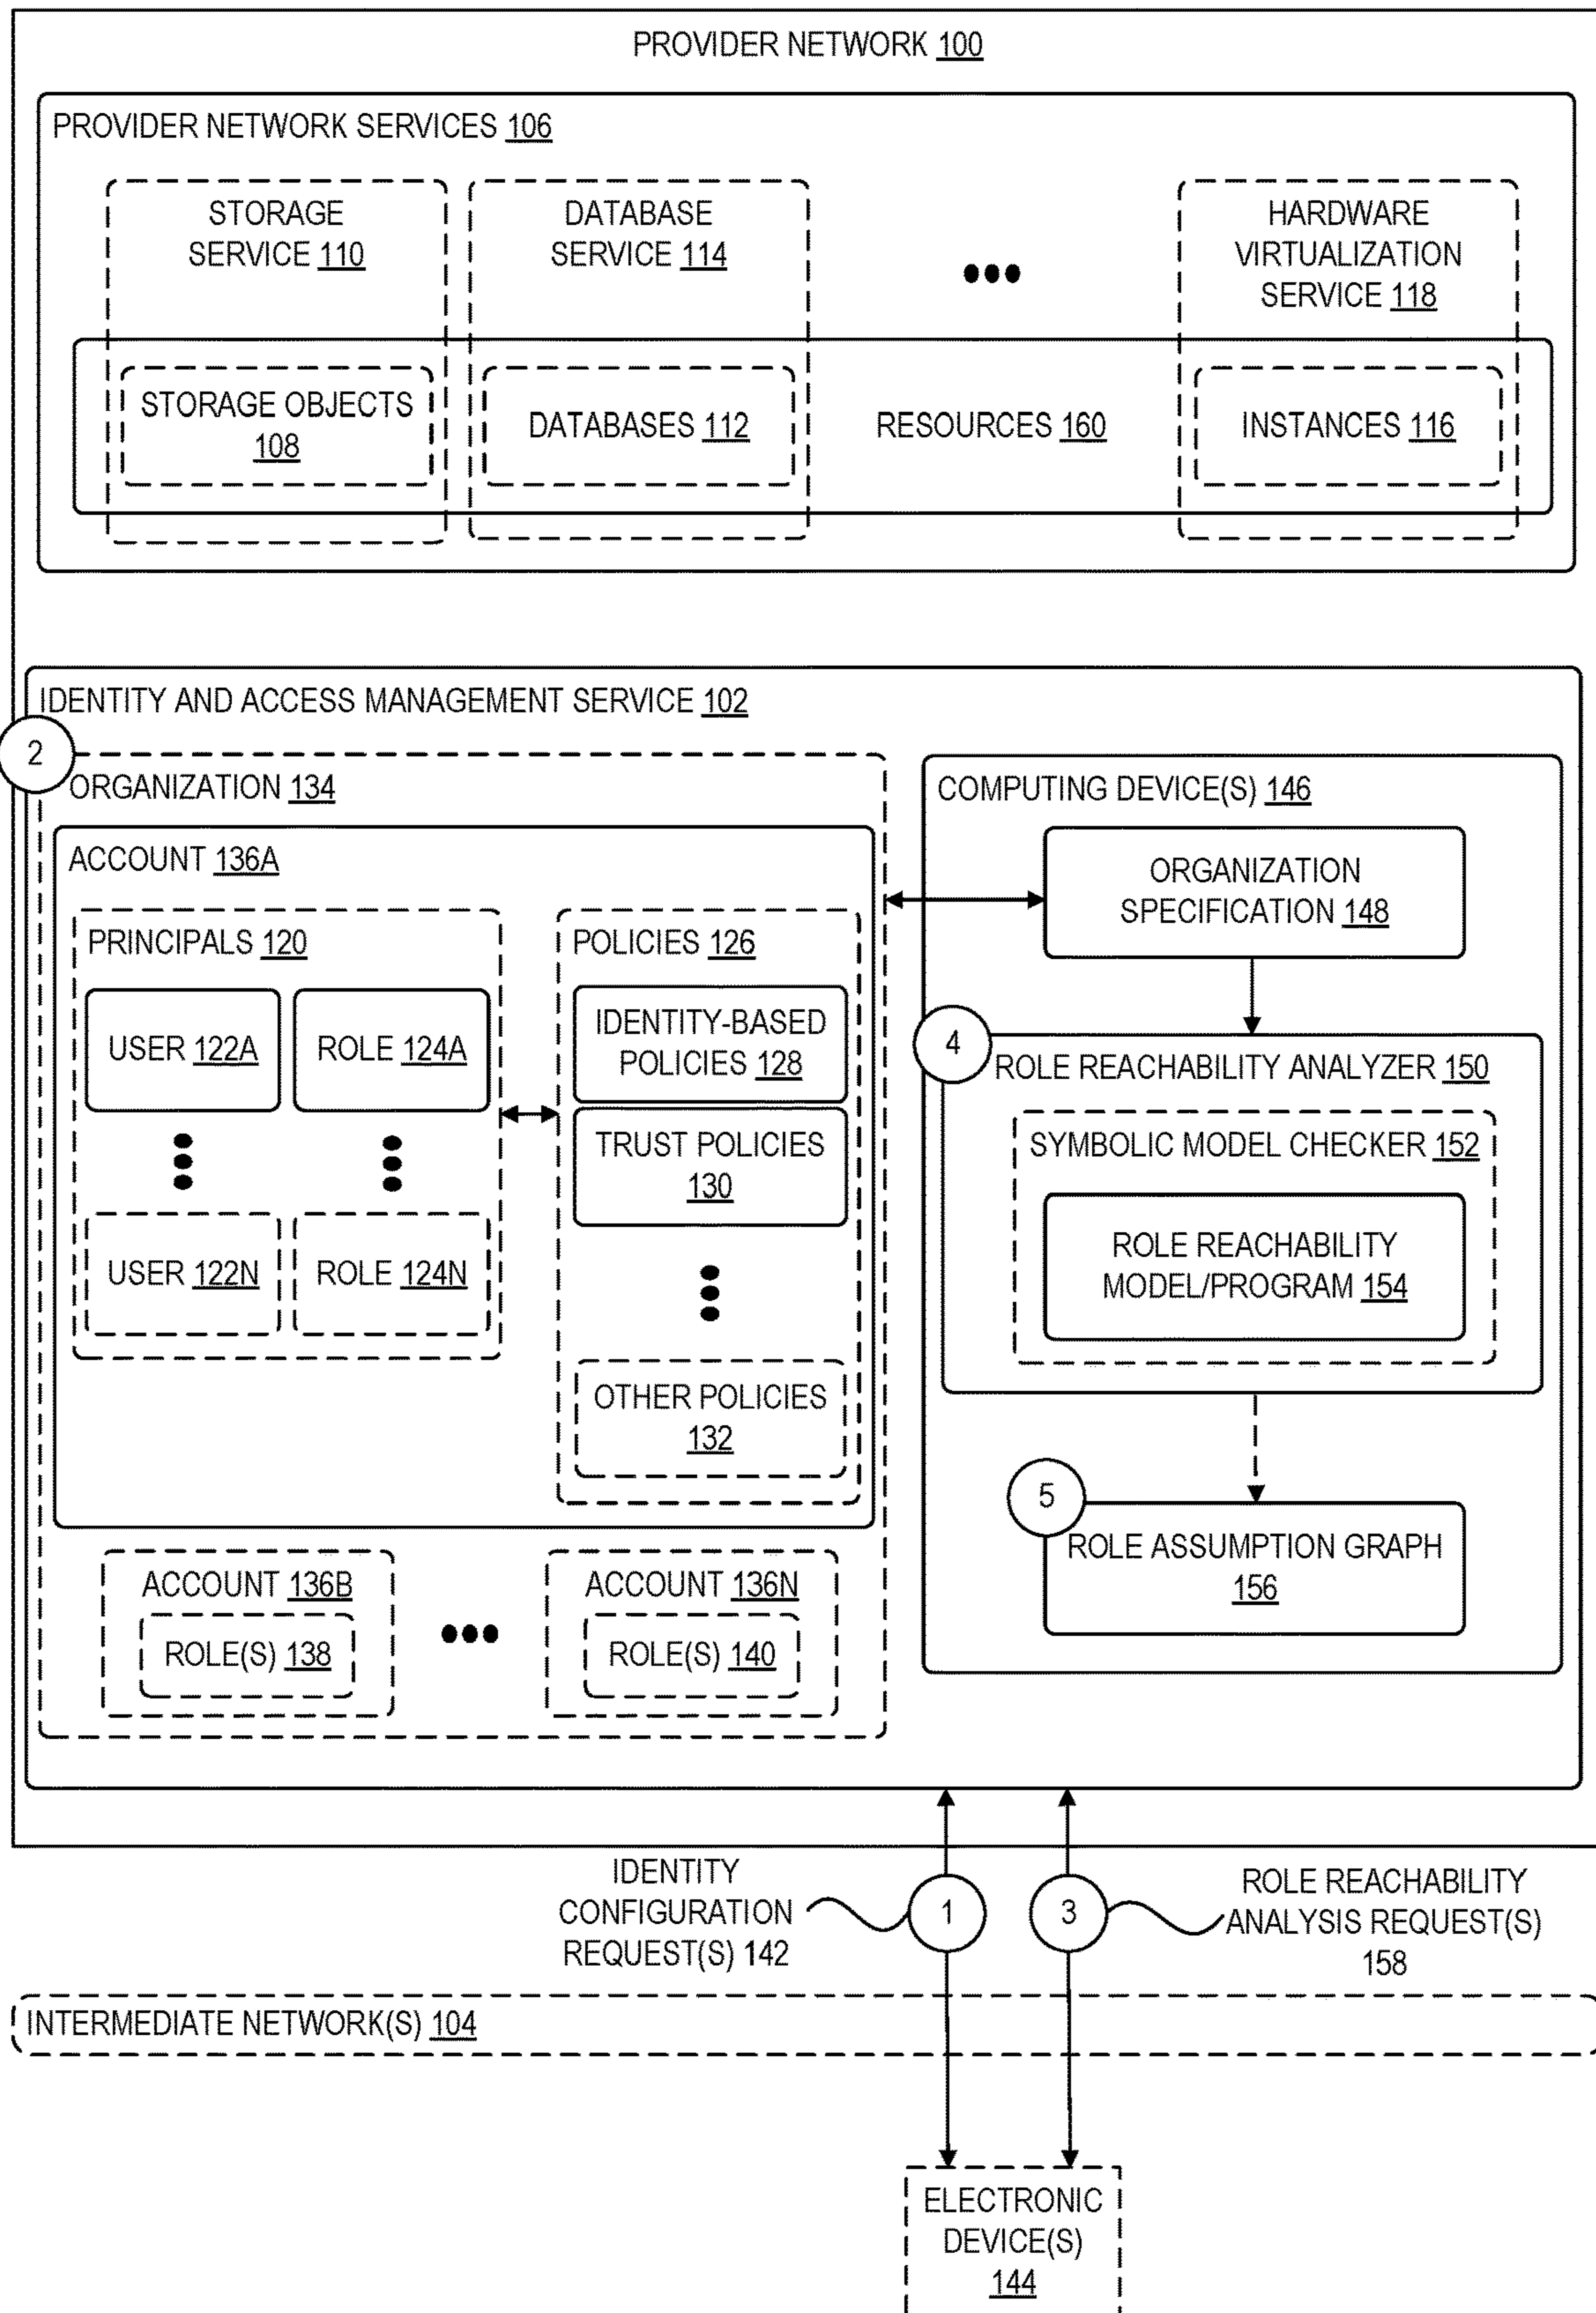 PROVIDER NETWORK 100
PROVIDER NETWORK SERVICES 106
STORAGE
SERVICE 110
DATABASE
SERVICE 114
HARDWARE
VIRTUALIZATION
SERVICE 118
STORAGE OBJECTS
108
DATABASES 112
RESOURCES 160
INSTANCES 116
IDENTITY AND ACCESS MANAGEMENT SERVICE 102
2
ORGANIZATION 134
ACCOUNT 136A
PRINCIPALS 120
USER 122A
ROLE 124A
USER 122N
ROLE 124N
POLICIES 126
IDENTITY-BASED
POLICIES 128
TRUST POLICIES
130
OTHER POLICIES
132
ACCOUNT 136B
ROLE(S) 138
ACCOUNT 136N
ROLE(S) 140
COMPUTING DEVICE(S) 146
ORGANIZATION
SPECIFICATION 148
4
ROLE REACHABILITY ANALYZER 150
SYMBOLIC MODEL CHECKER 152
ROLE REACHABILITY
MODEL/PROGRAM 154
5
ROLE ASSUMPTION GRAPH
156
IDENTITY
CONFIGURATION
REQUEST(S) 142
1
3
ROLE REACHABILITY
ANALYSIS REQUEST(S)
158
INTERMEDIATE NETWORK(S) 104
ELECTRONIC
DEVICE(S)
144